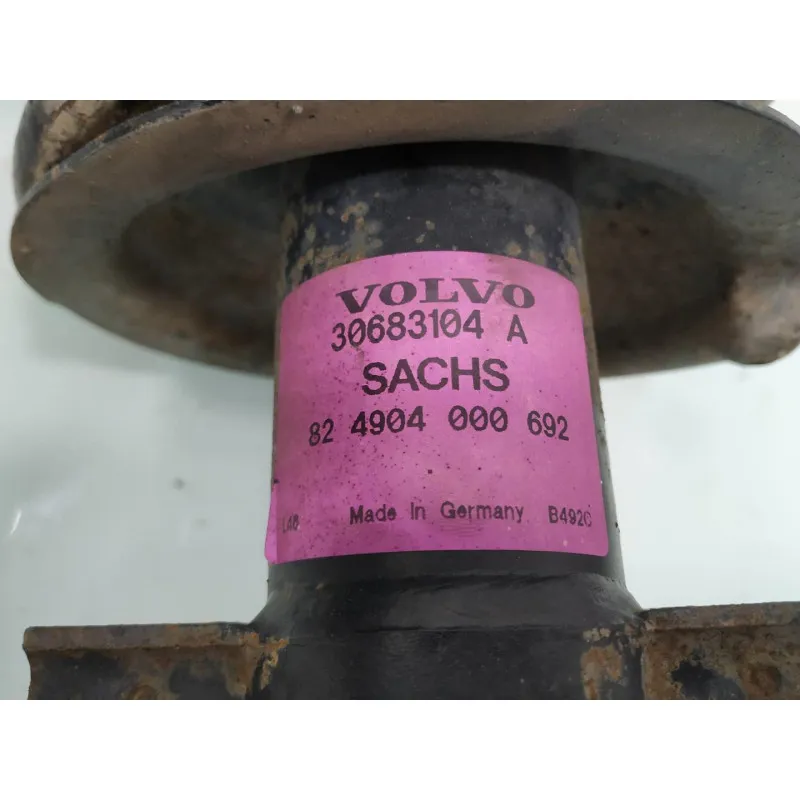 VOLVO
30683104 A
SACHS
82 4904 000 692
Made In Germany B492C